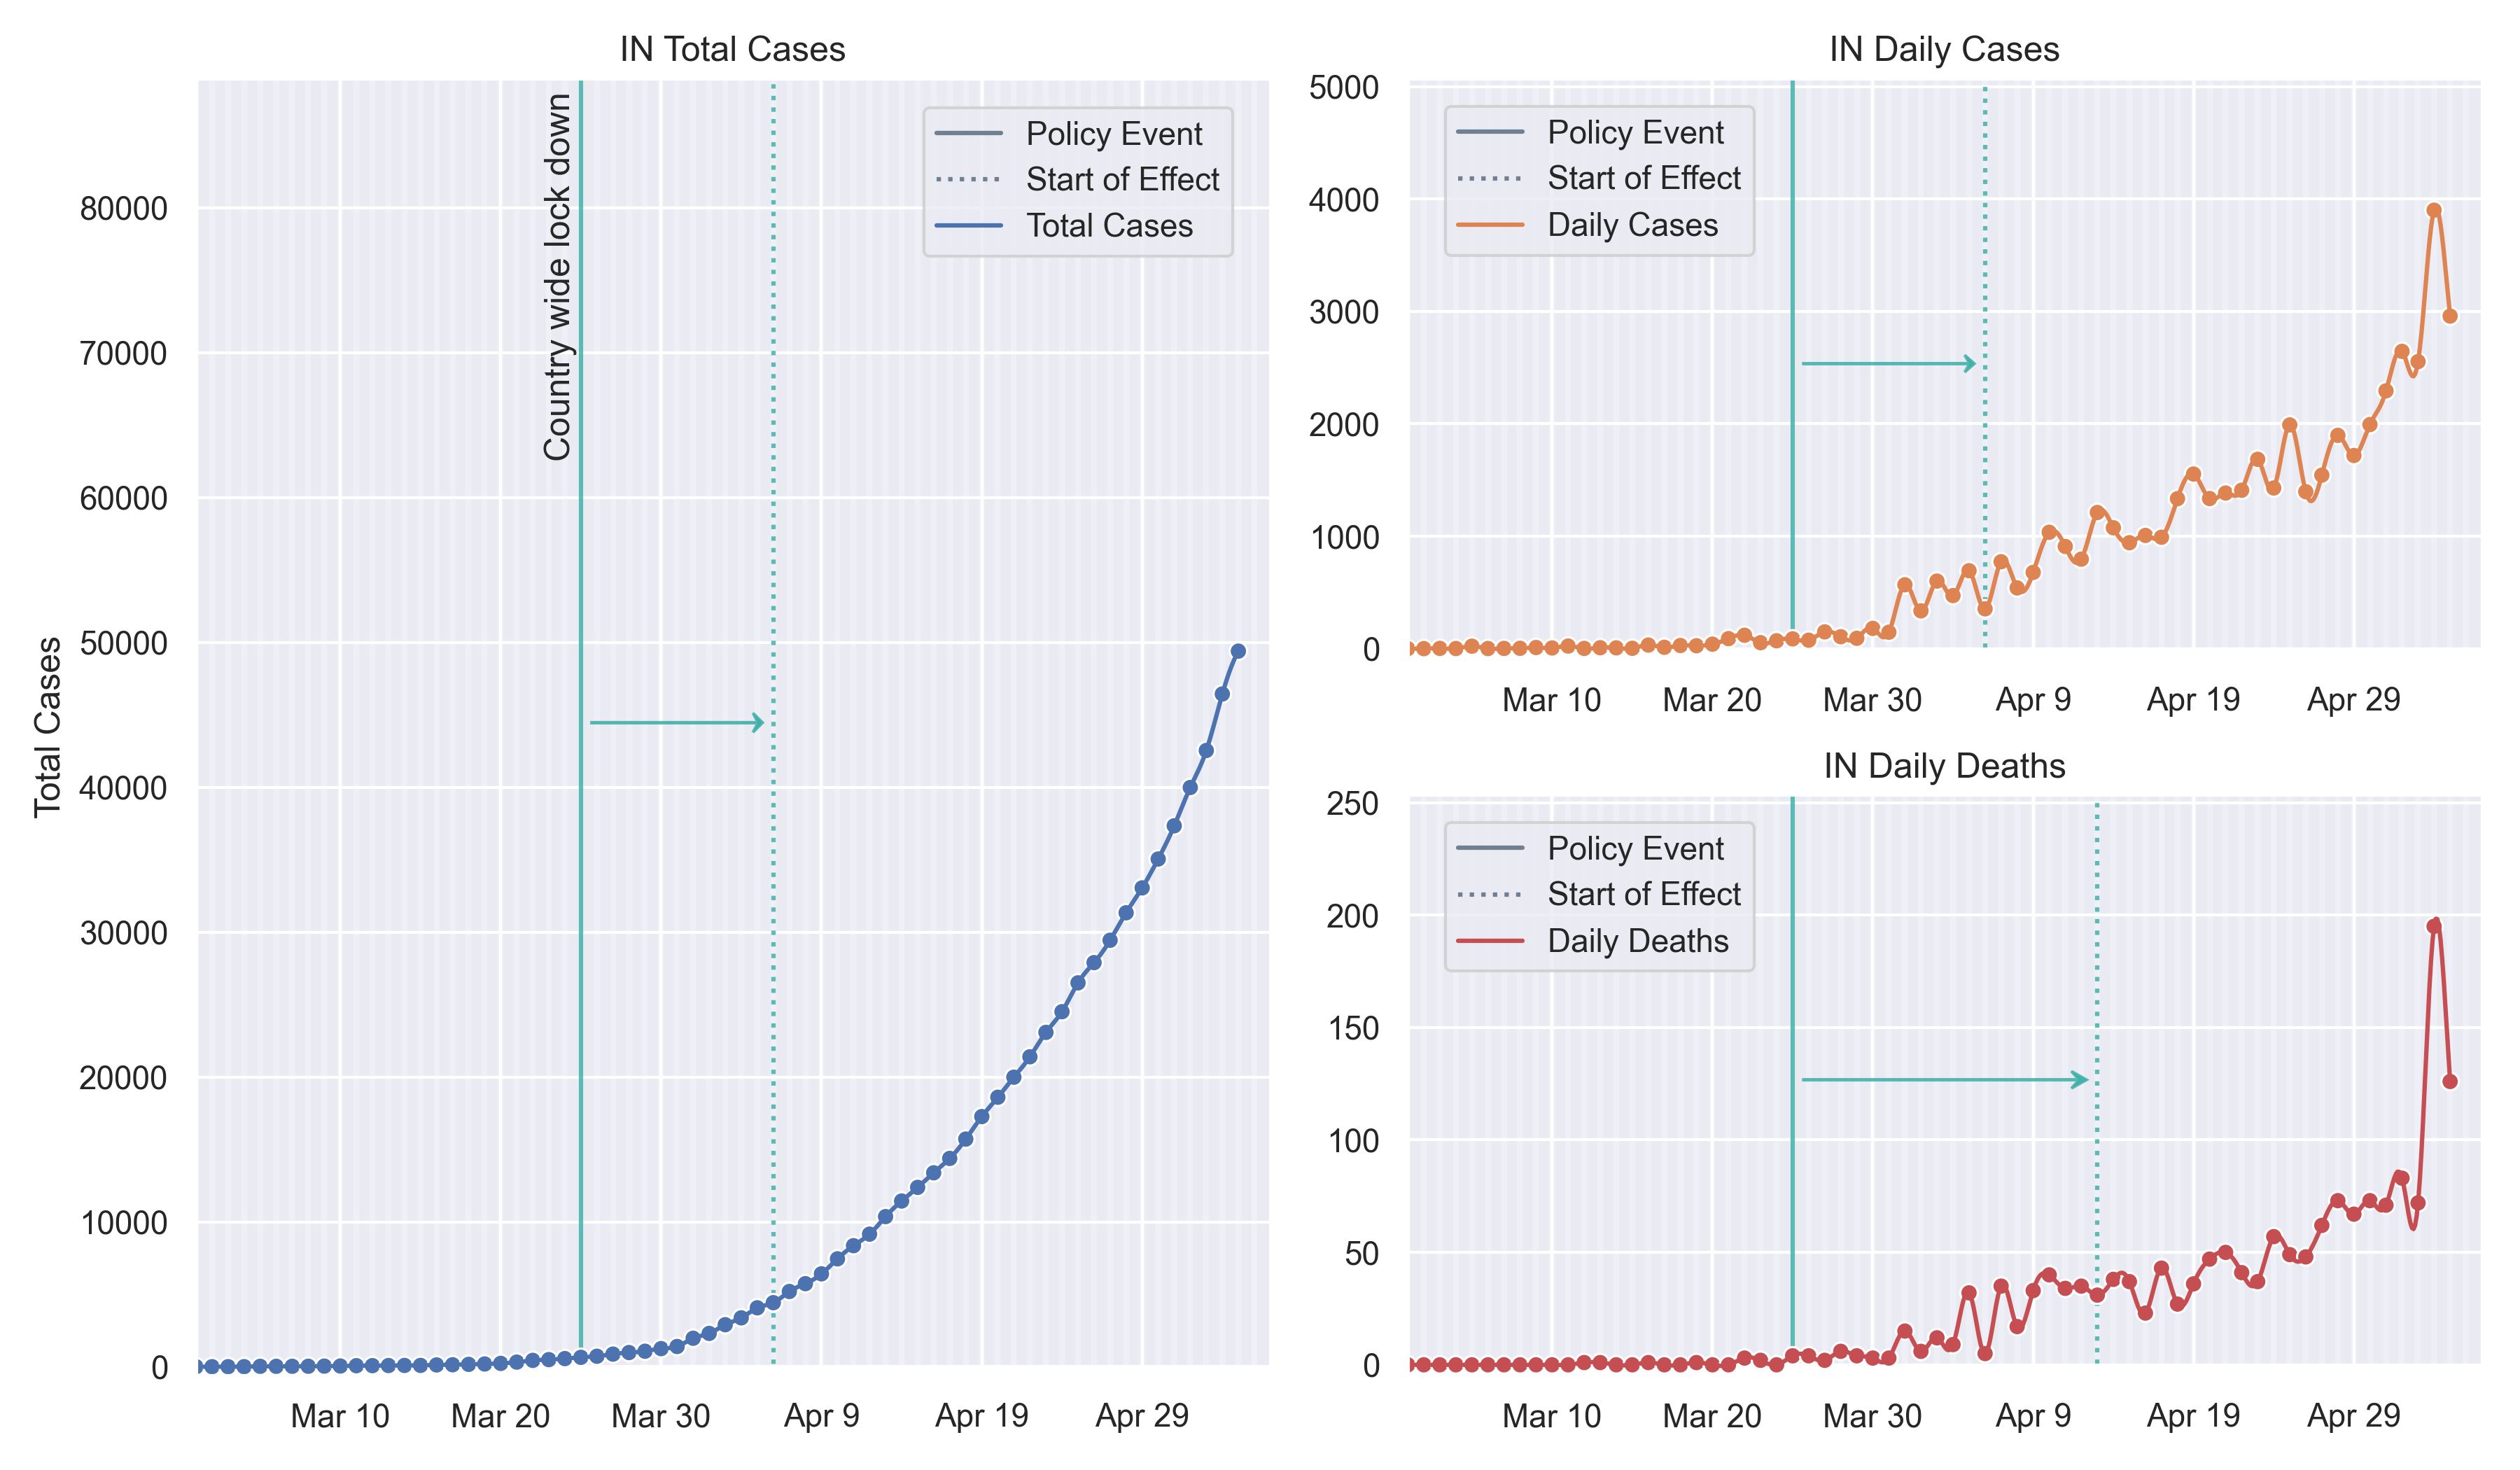 IN Total Cases
Country wide lock down
Policy Event
Start of Effect
Total Cases
Total Cases
80000
70000
60000
50000
40000
30000
20000
10000
0
Mar 10
Mar 20
Mar 30
Apr 9
Apr 19
Apr 29
IN Daily Cases
Policy Event
Start of Effect
Daily Cases
5000
4000
3000
2000
1000
0
Mar 10
Mar 20
Mar 30
Apr 9
Apr 19
Apr 29
IN Daily Deaths
Policy Event
Start of Effect
Daily Deaths
250
200
150
100
50
0
Mar 10
Mar 20
Mar 30
Apr 9
Apr 19
Apr 29